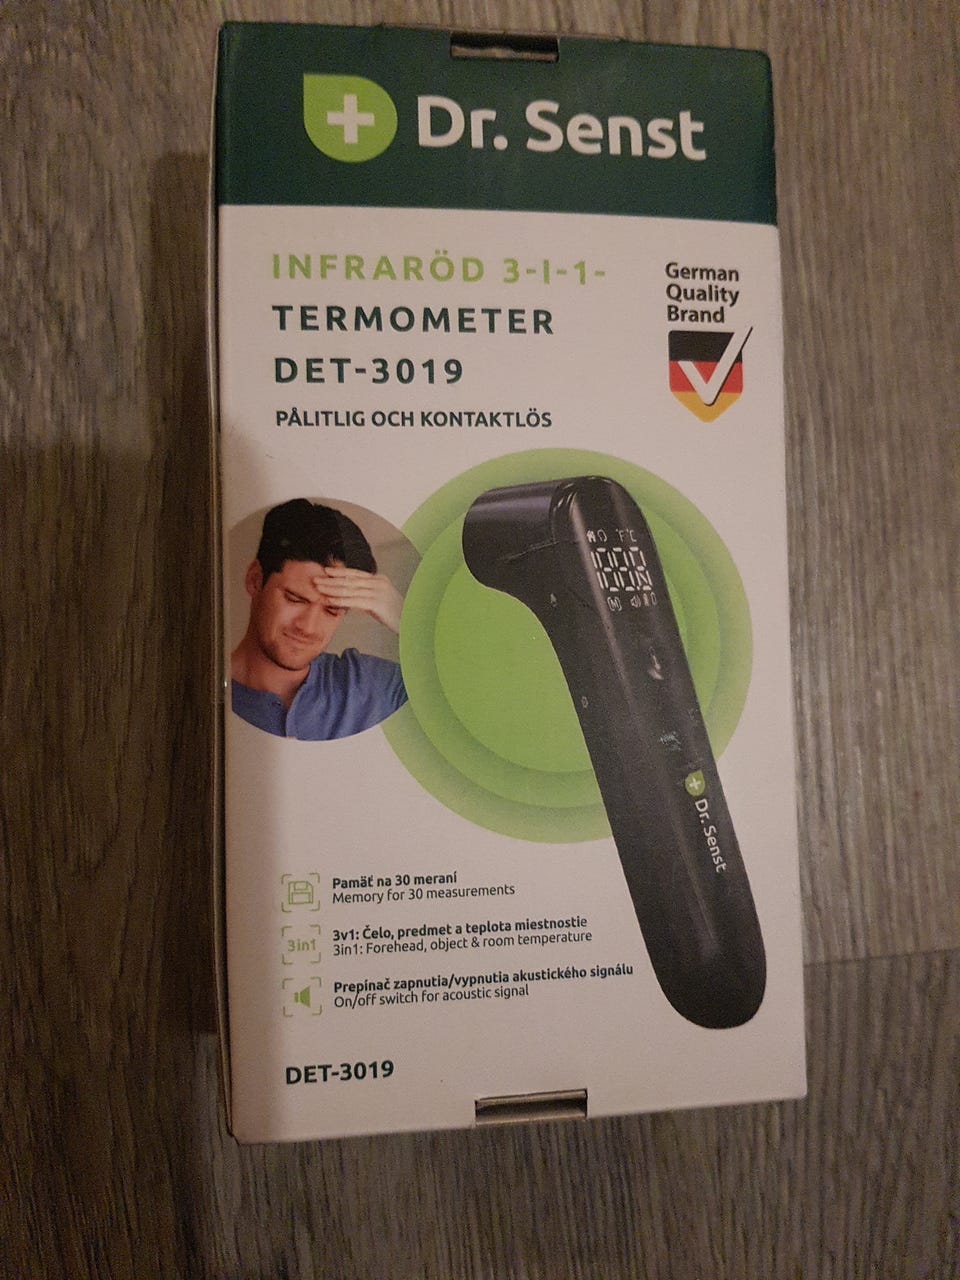 Dr. Senst
INFRARÖD 3-I-1-
TERMOMETER
DET-3019
PÅLITLIG OCH KONTAKTLÖS
German
Quality
Brand
°F°C
M
Dr. Senst
Pamäť na 30 meraní
Memory for 30 measurements
3in1
3v1: Čelo, predmet a teplota miestnostie
3in1: Forehead, object & room temperature
Prepínač zapnutia/vypnutia akustického signálu
On/off switch for acoustic signal
DET-3019